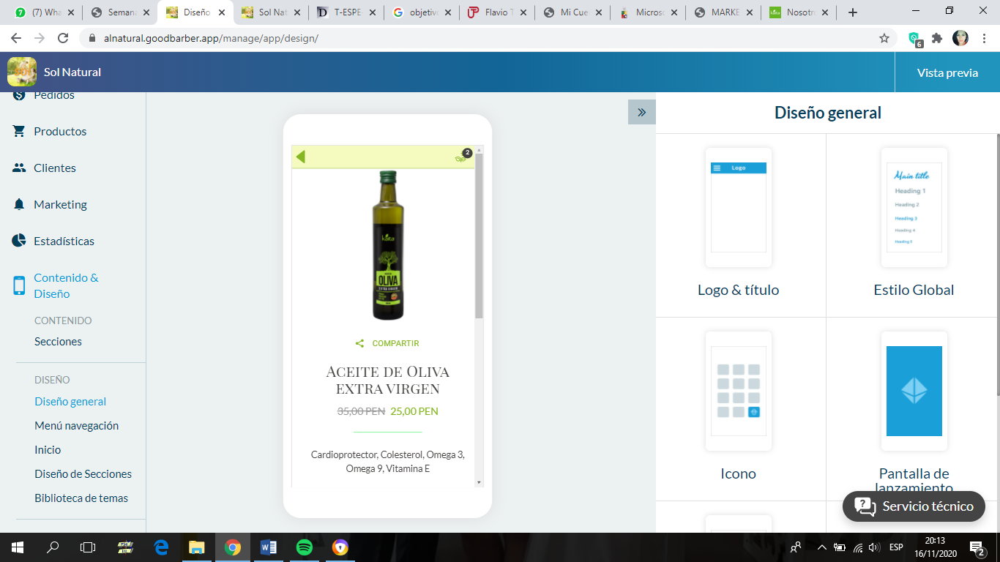 (7) Wha
Semana
Diseño
Sol Nat
T-ESPE
objetivo
Flavio T
Mi Cue
Microso
MARKE
Nosotr
alnatural.goodbarber.app/manage/app/design/
6
Sol Natural
Vista previa
Pedidos
Productos
Clientes
Marketing
Estadísticas
Contenido &
Diseño
CONTENIDO
Secciones
DISEÑO
Diseño general
Menú navegación
Inicio
Diseño de Secciones
Biblioteca de temas
2
kaita
OLIVA
EXTRA VIRGEN
COMPARTIR
ACEITE DE OLIVA
EXTRA VIRGEN
35,00 PEN 25,00 PEN
Cardioprotector, Colesterol, Omega 3,
Omega 9, Vitamina E
Diseño general
Logo
Logo & título
Main title
Heading 1
Heading 2
Heading 3
Heading 4
Heading 5
Estilo Global
Icono
Pantalla de
lanzamiento
Servicio técnico
ESP
20:13
16/11/2020
2